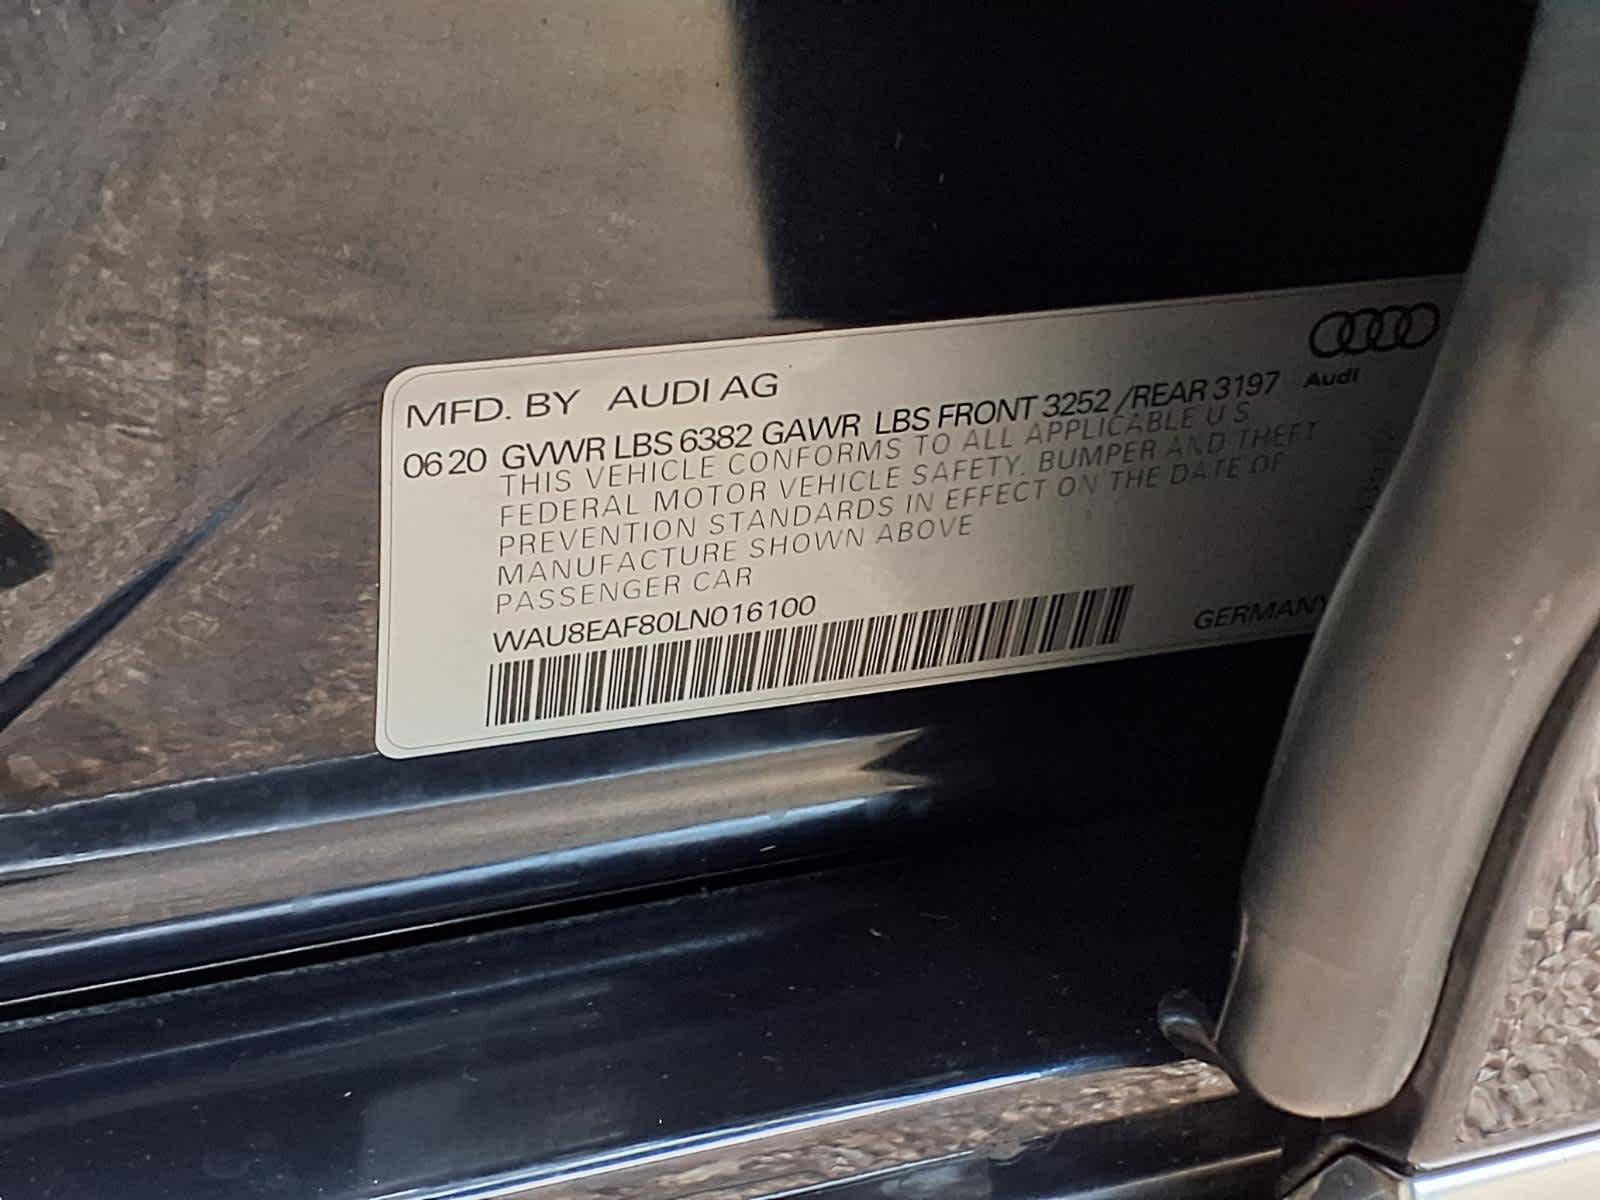 MFD. BY AUDI AG
Audi
06 20 GVWR LBS 6382 GAWR LBS FRONT 3252 /REAR 3197
THIS VEHICLE CONFORMS TO ALL APPLICABLE U S
FEDERAL MOTOR VEHICLE SAFETY. BUMPER AND THEFT
PREVENTION STANDARDS IN EFFECT ON THE DATE OF
MANUFACTURE SHOWN ABOVE
PASSENGER CAR
WAU8EAF80LN016100
GERMANY